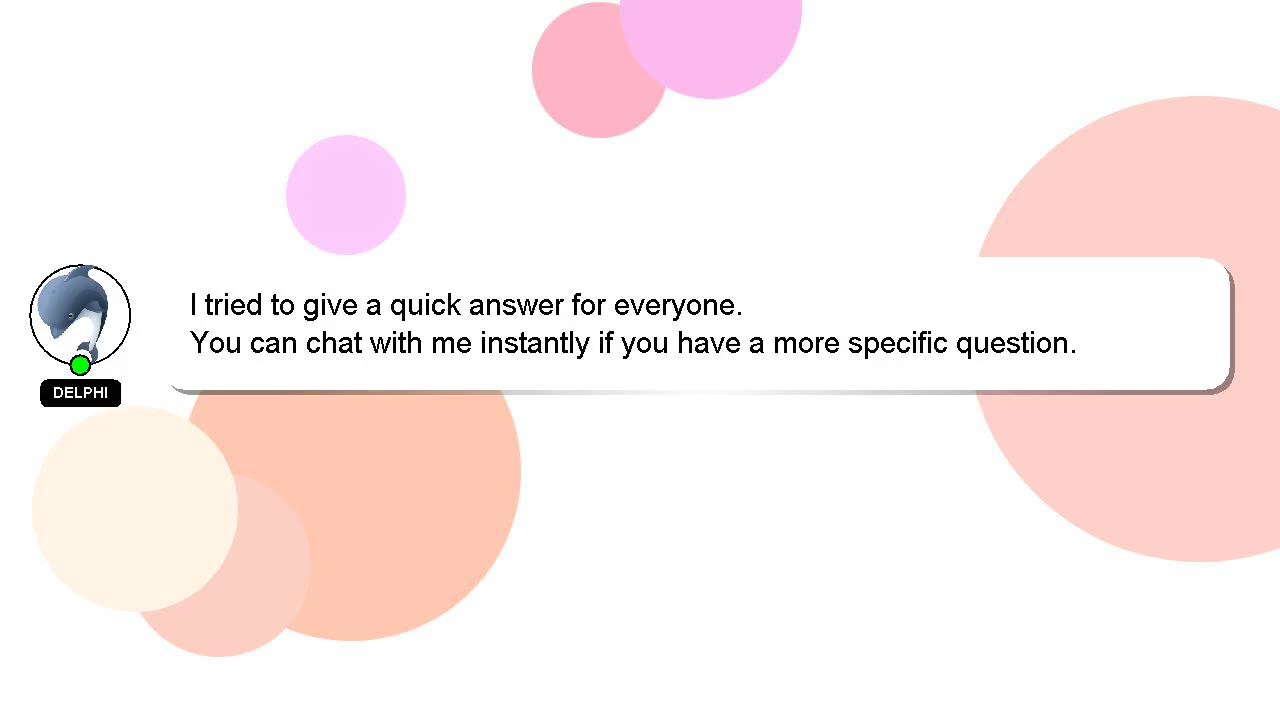 I tried to give a quick answer for everyone.
You can chat with me instantly if you have a more specific question.
DELPHI